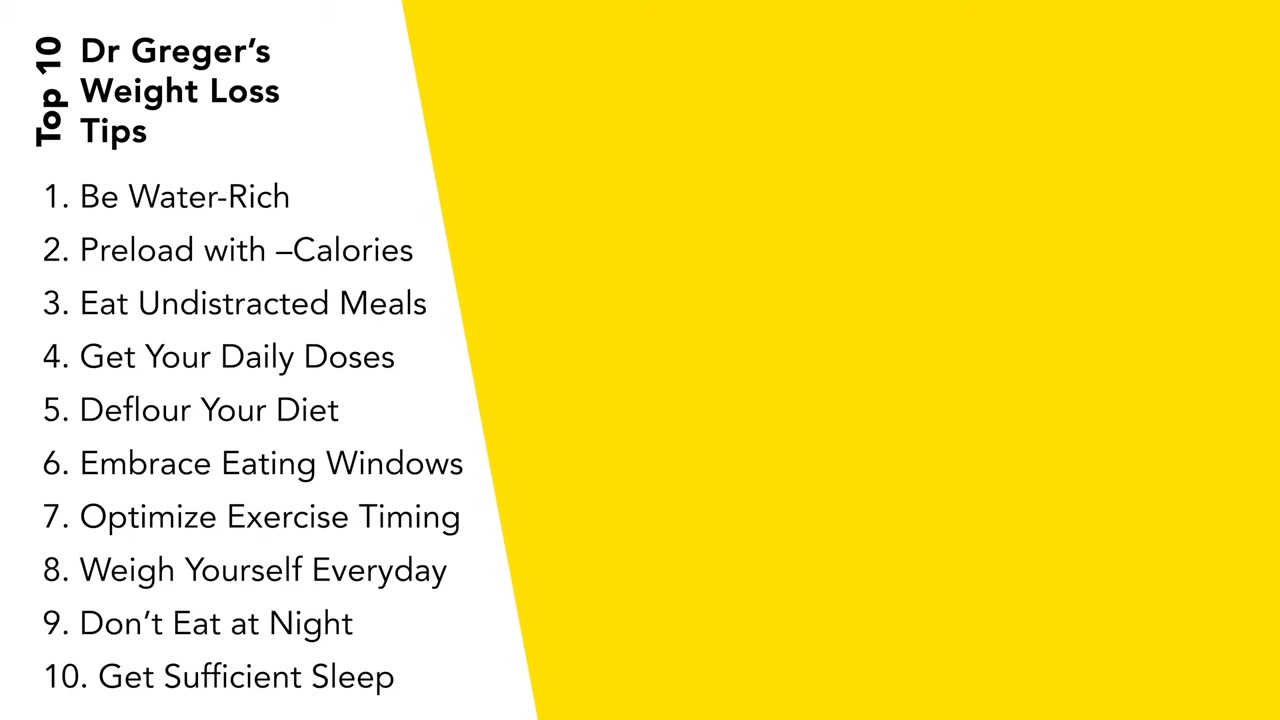 Top 10
Dr Greger’s
Weight Loss
Tips
1. Be Water-Rich
2. Preload with –Calories
3. Eat Undistracted Meals
4. Get Your Daily Doses
5. Deflour Your Diet
6. Embrace Eating Windows
7. Optimize Exercise Timing
8. Weigh Yourself Everyday
9. Don’t Eat at Night
10. Get Sufficient Sleep